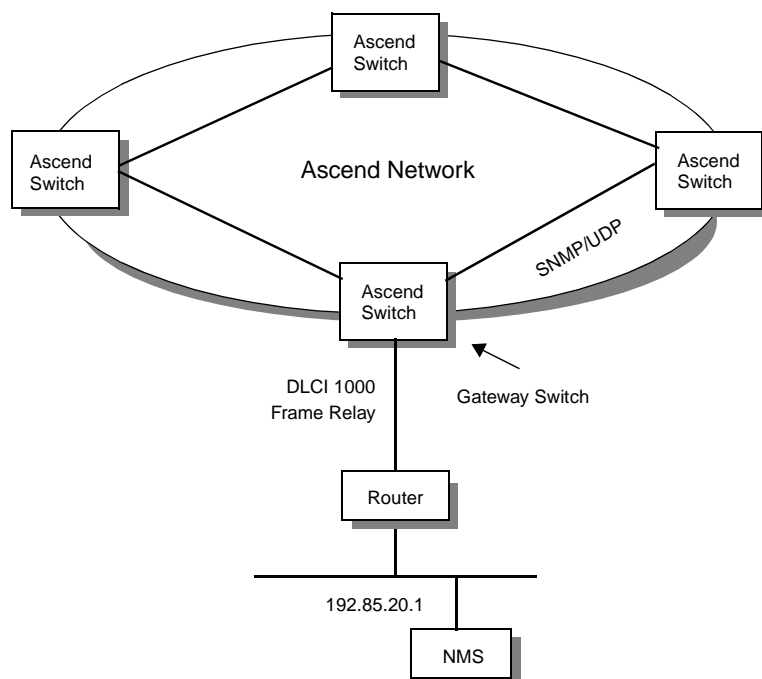 Ascend
Switch
Ascend
Switch
Ascend Network
Ascend
Switch
SNMP/UDP
Ascend
Switch
DLCI 1000
Frame Relay
Gateway Switch
Router
192.85.20.1
NMS